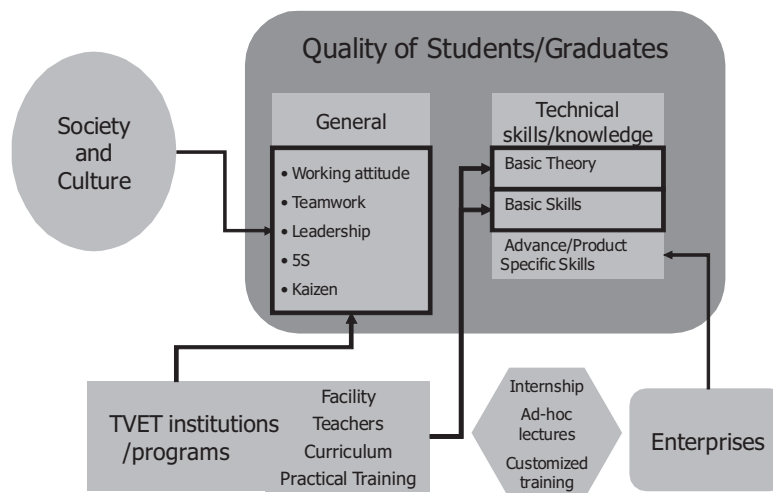 Quality of Students/Graduates
Society
and
Culture
General
• Working attitude
• Teamwork
• Leadership
• 5S
• Kaizen
Technical
skills/knowledge
Basic Theory
Basic Skills
Advance/Product
Specific Skills
TVET institutions
/programs
Facility
Teachers
Curriculum
Practical Training
Internship
Ad-hoc
lectures
Customized
training
Enterprises